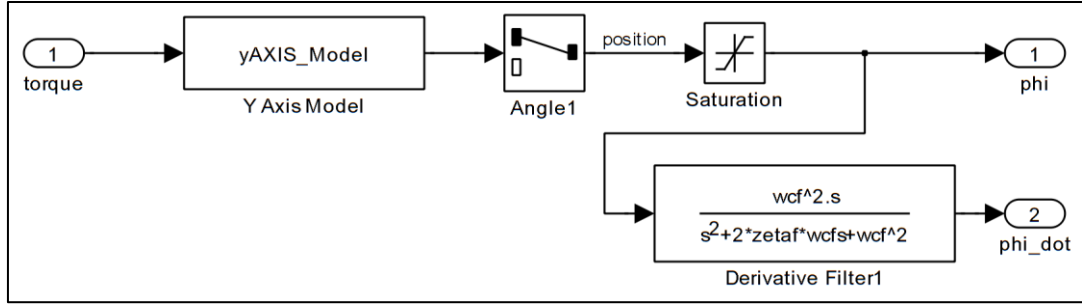 1
torque
yAXIS_Model
Y Axis Model
Angle1
position
Saturation
1
phi
wcf^2.s
s2+2*zetaf*wcfs+wcf^2
Derivative Filter1
2
phi_dot